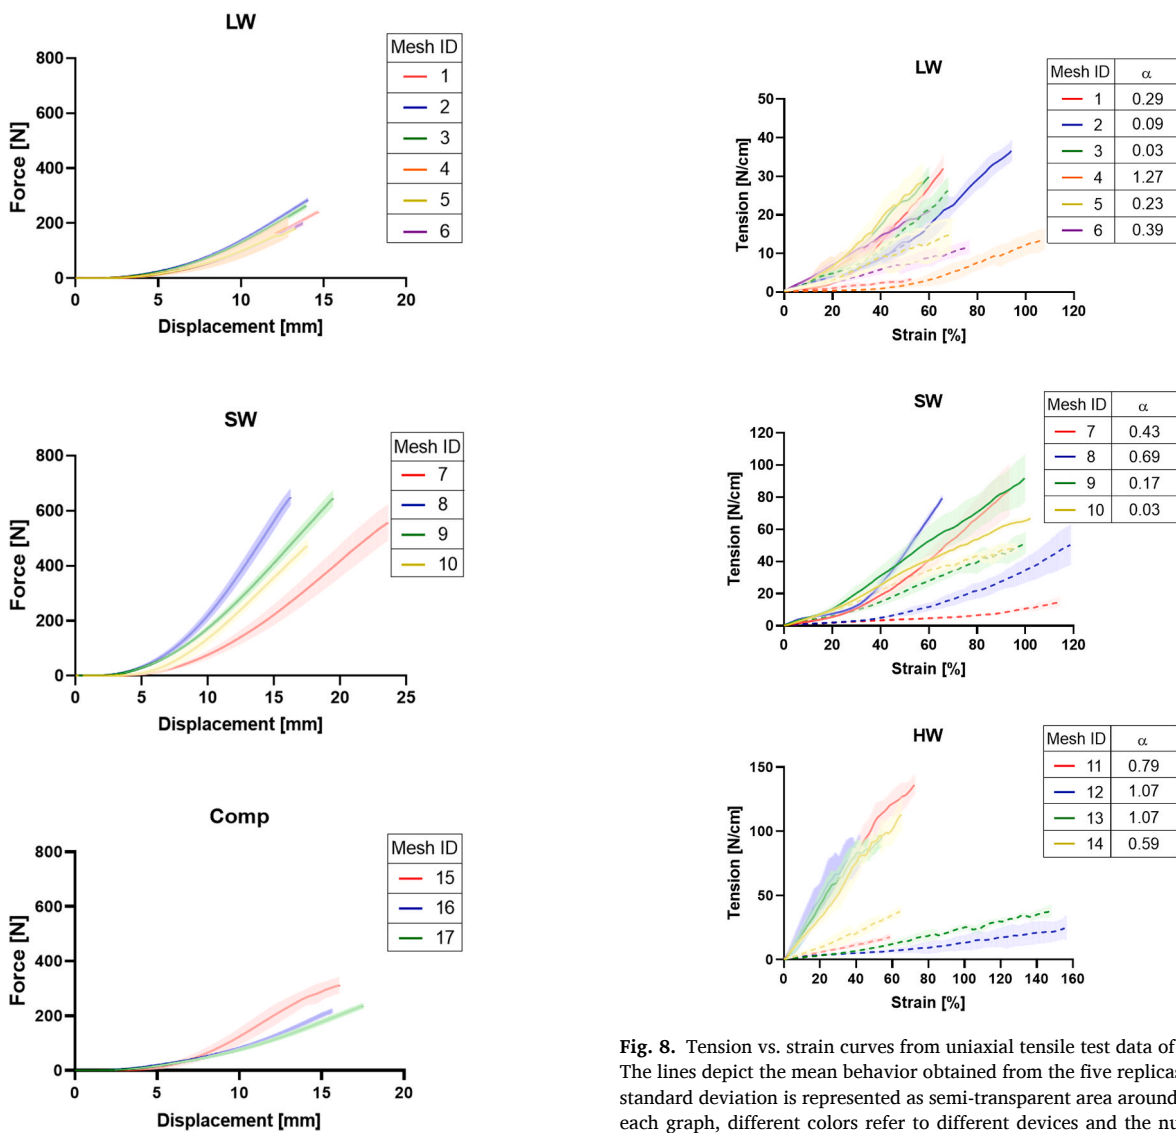 LW
Mesh ID
1
2
3
4
5
6
800
600
400
200
0
Force [N]
0 5 10 15 20
Displacement [mm]
SW
Mesh ID
7
8
9
10
800
600
400
200
0
Force [N]
0 5 10 15 20 25
Displacement [mm]
Comp
Mesh ID
15
16
17
800
600
400
200
0
Force [N]
0 5 10 15 20
Displacement [mm]
LW
Mesh ID α
1 0.29
2 0.09
3 0.03
4 1.27
5 0.23
6 0.39
50
40
30
20
10
0
Tension [N/cm]
0 20 40 60 80 100 120
Strain [%]
SW
Mesh ID α
7 0.43
8 0.69
9 0.17
10 0.03
120
100
80
60
40
20
0
Tension [N/cm]
0 20 40 60 80 100 120
Strain [%]
HW
Mesh ID α
11 0.79
12 1.07
13 1.07
14 0.59
150
100
50
0
Tension [N/cm]
0 20 40 60 80 100 120 140 160
Strain [%]
Fig. 8. Tension vs. strain curves from uniaxial tensile test data of
The lines depict the mean behavior obtained from the five replicas
standard deviation is represented as semi-transparent area around
each graph, different colors refer to different devices and the